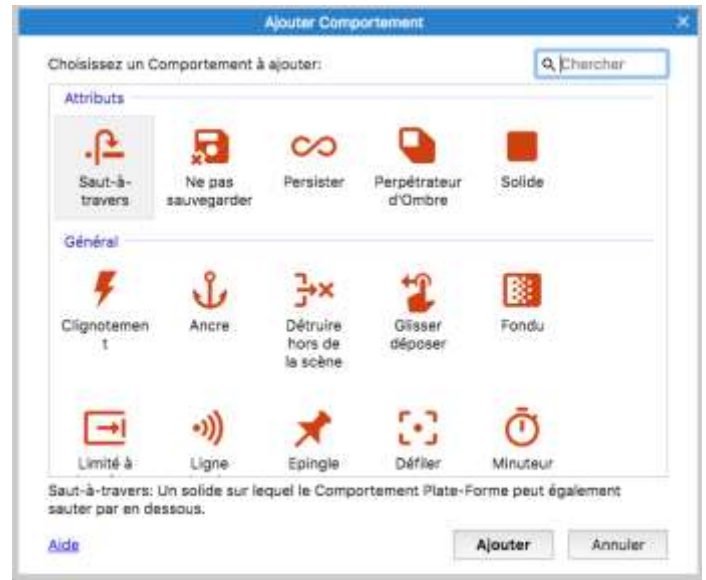 Ajouter Comportement
Choisissez un Comportement à ajouter:
Chercher
Attributs
Saut-à-
travers
Ne pas
sauvegarder
Persister
Perpétrateur
d'Ombre
Solide
Général
Clignotemen
t
Ancre
Détruire
hors de
la scène
Glisser
déposer
Fondu
Limité à
Ligne
Epingle
Défiler
Minuteur
Saut-à-travers: Un solide sur lequel le Comportement Plate-Forme peut également
sauter par en dessous.
Aide
Ajouter
Annuler